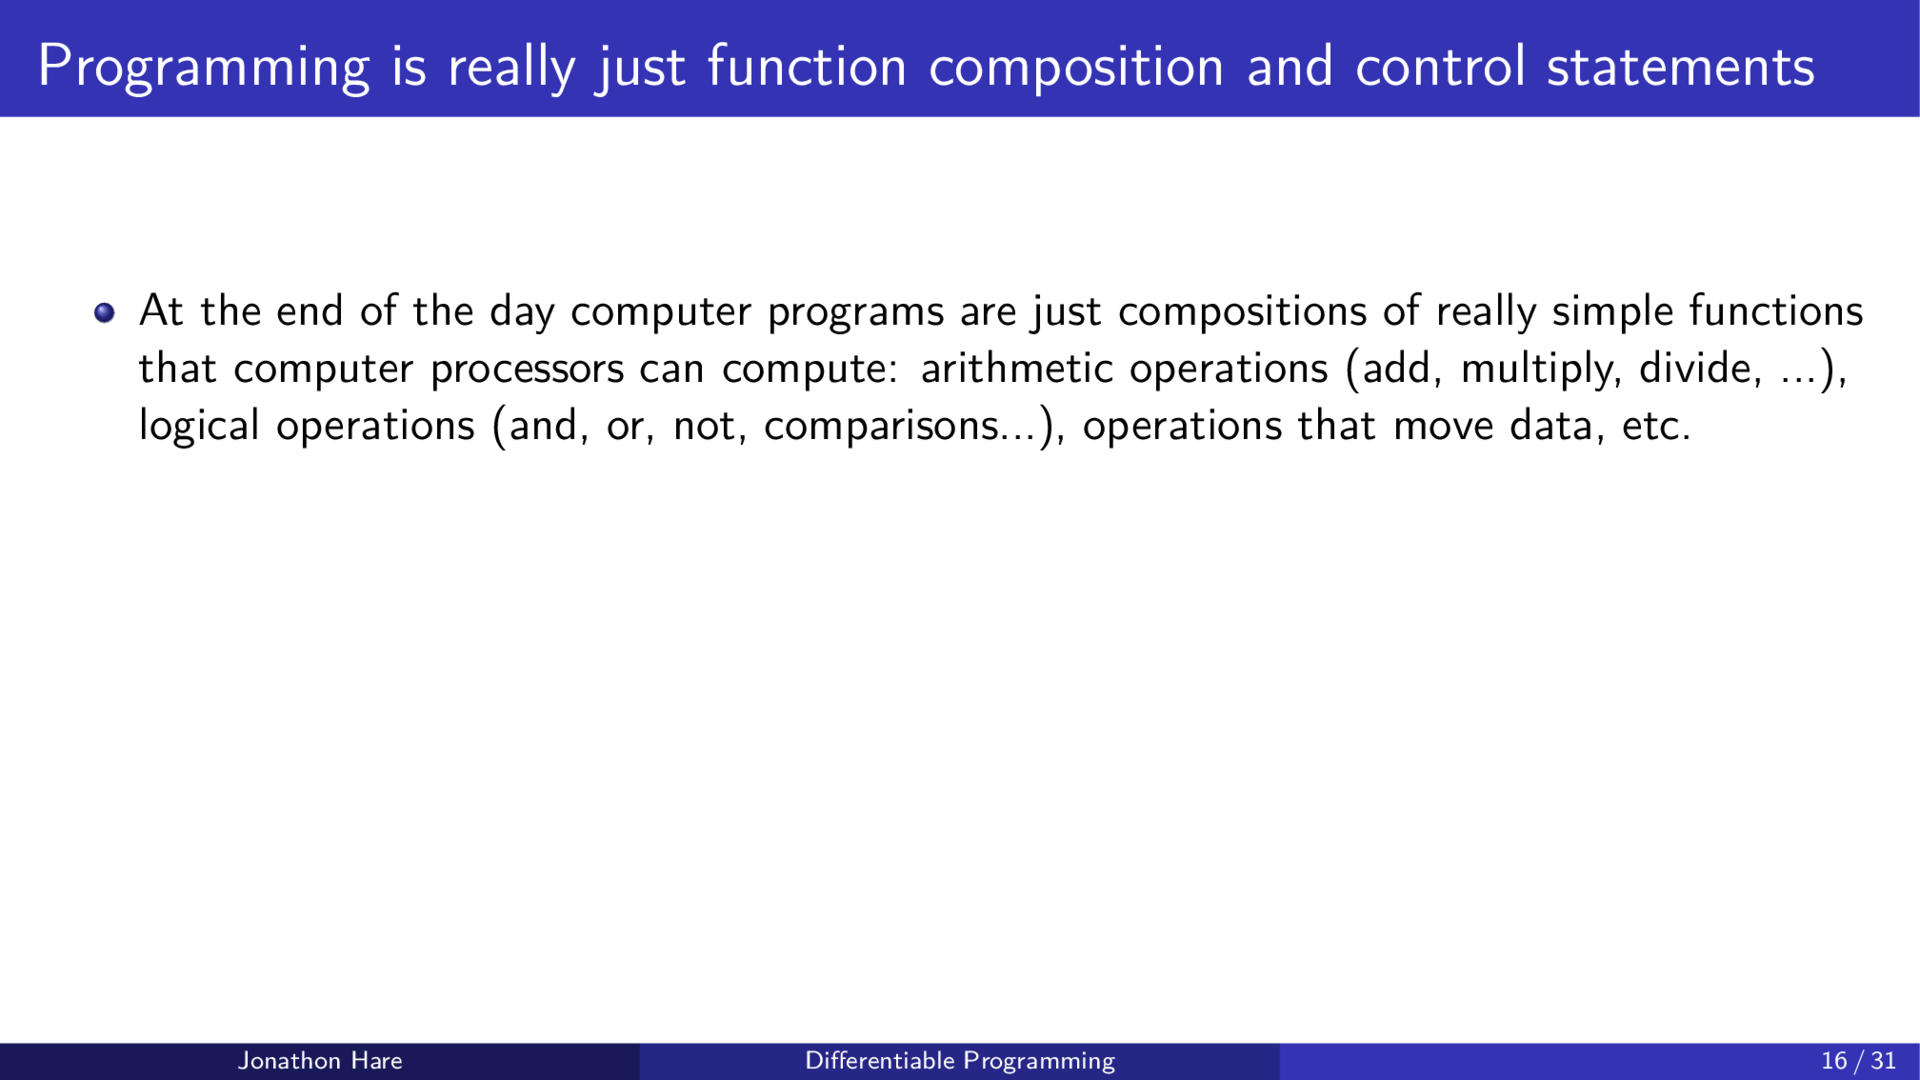 Programming is really just function composition and control statements
At the end of the day computer programs are just compositions of really simple functions
that computer processors can compute: arithmetic operations (add, multiply, divide, ...),
logical operations (and, or, not, comparisons...), operations that move data, etc.
Jonathon Hare
Differentiable Programming
16 / 31